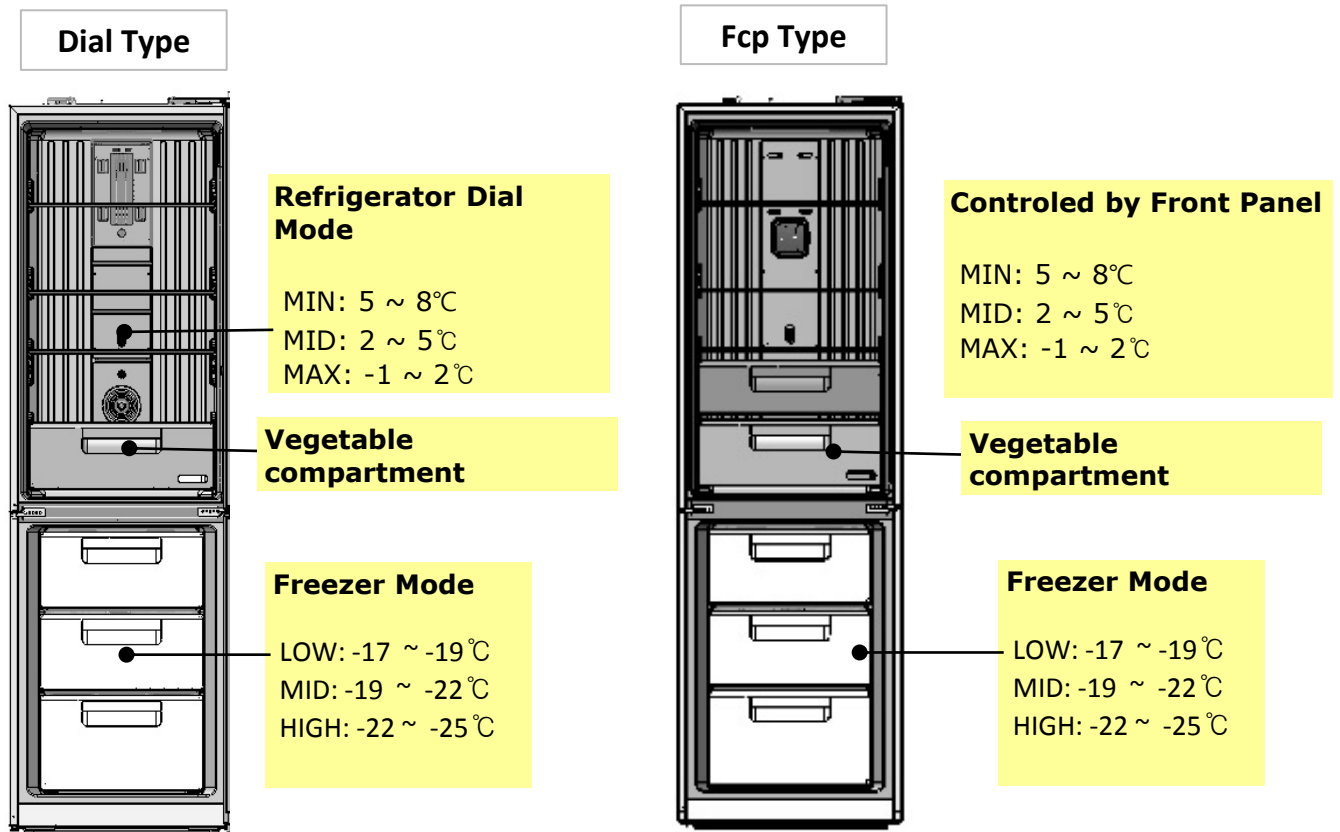 Dial Type
Refrigerator Dial
Mode
MIN: 5 ~ 8℃
MID: 2 ~ 5℃
MAX: -1 ~ 2℃
Vegetable
compartment
Freezer Mode
LOW: -17 ~ -19℃
MID: -19 ~ -22℃
HIGH: -22 ~ -25℃
Fcp Type
Controled by Front Panel
MIN: 5 ~ 8℃
MID: 2 ~ 5℃
MAX: -1 ~ 2℃
Vegetable
compartment
Freezer Mode
LOW: -17 ~ -19℃
MID: -19 ~ -22℃
HIGH: -22 ~ -25℃